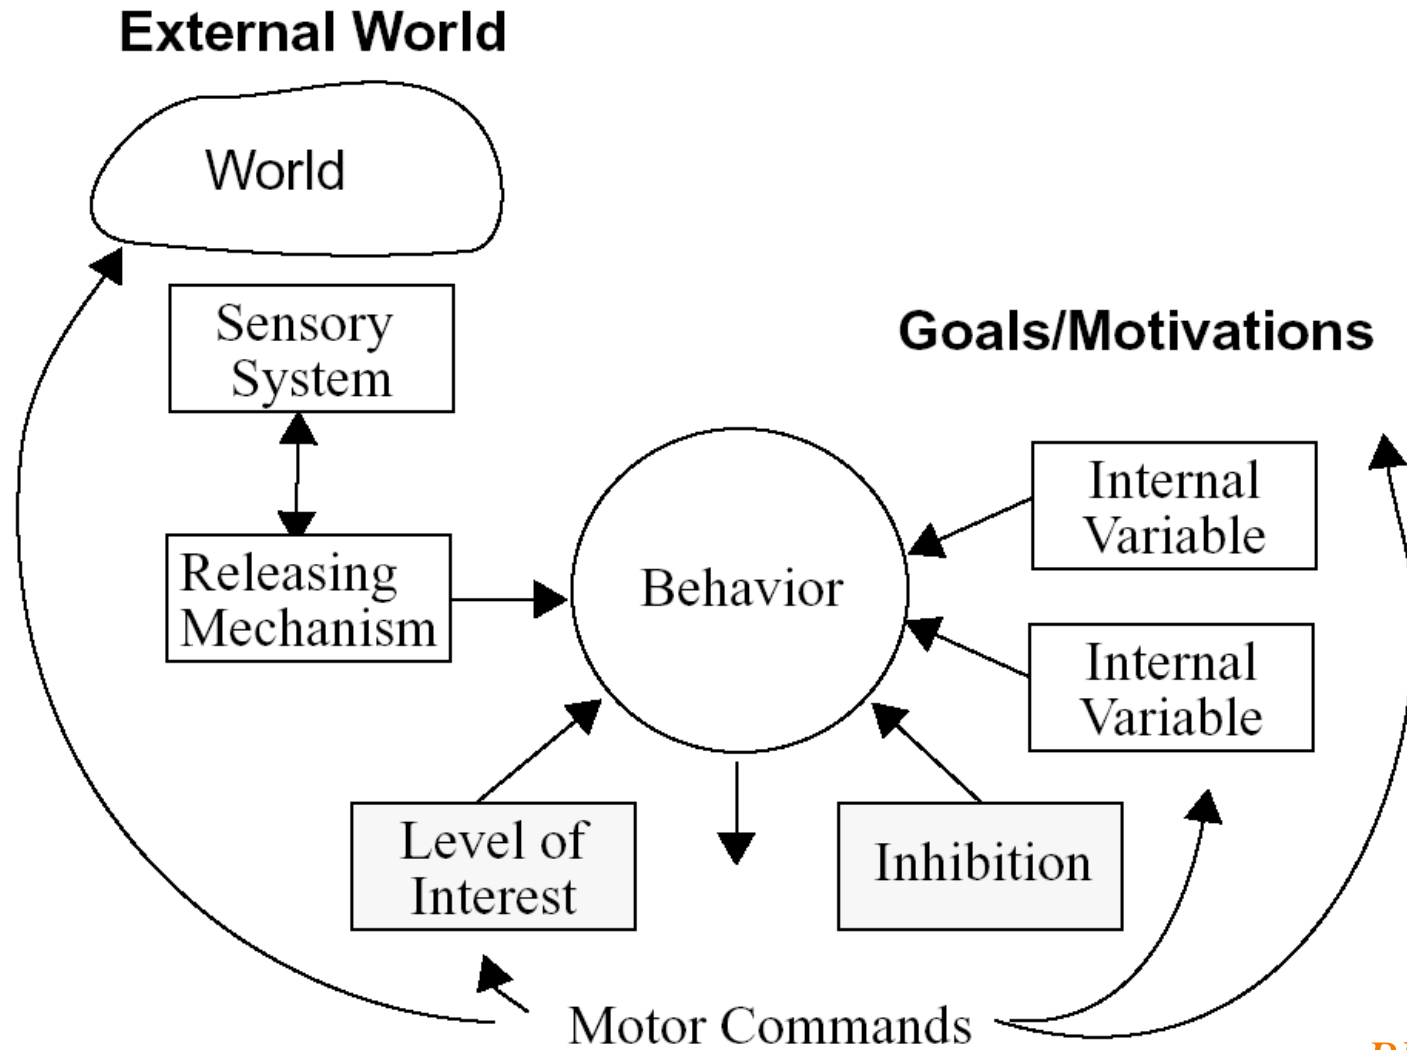 External World
World
Sensory
System
Goals/Motivations
Internal
Variable
Releasing
Mechanism
Behavior
Internal
Variable
Level of
Interest
Inhibition
Motor Commands